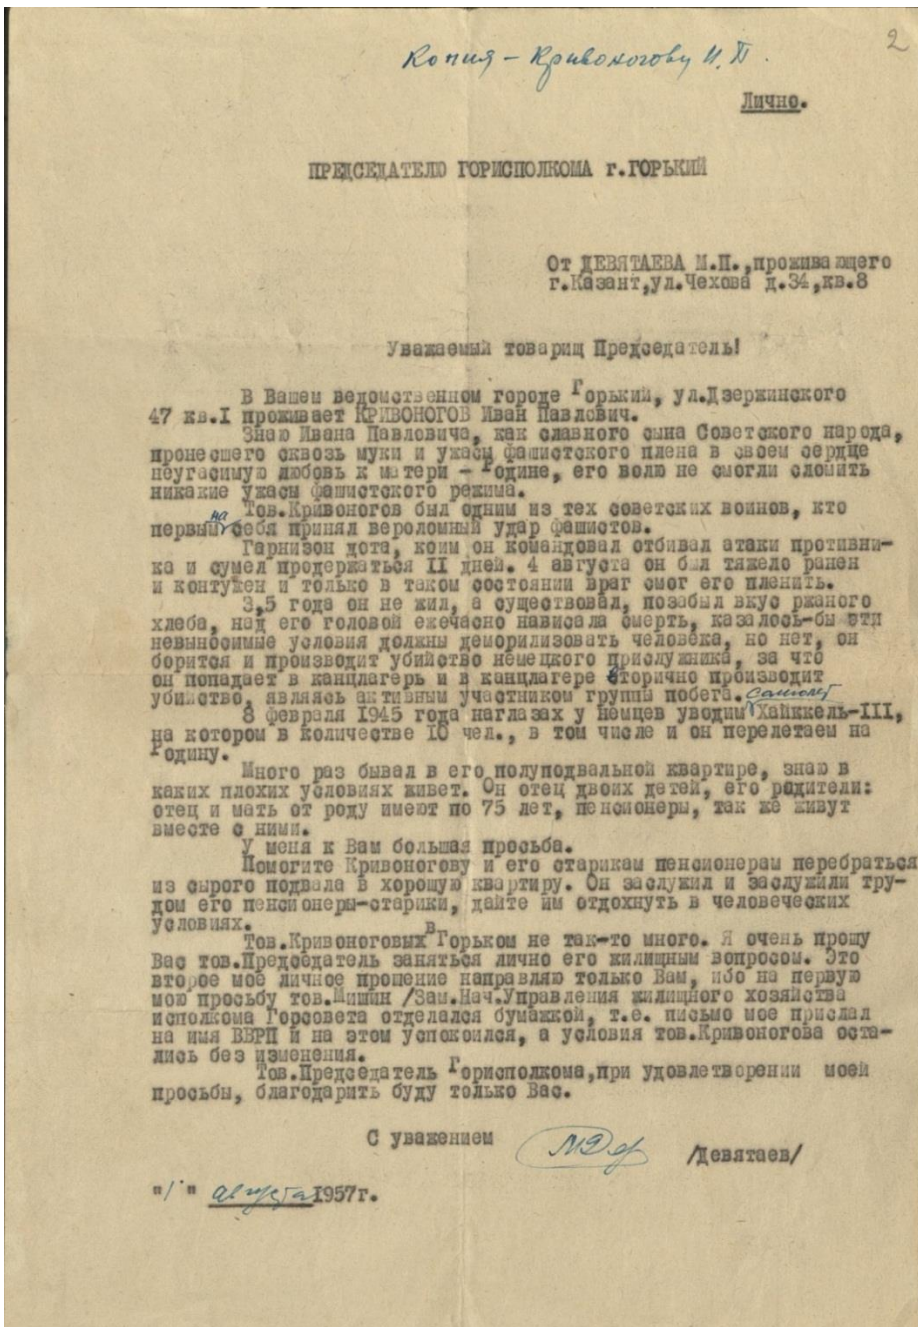 2
Копия – Кривоногову И.П.
Лично.
ПРЕДСЕДАТЕЛЮ ГОРИСПОЛКОМА г.ГОРЬКИЙ
От ДЕВЯТАЕВА М.П.,проживающего
г.Казант,ул.Чехова д.34,кв.8
Уважаемый товарищ Председатель!
В Вашем ведомственном городе Горький, ул.Дзержинского
47 кв.I проживает КРИВОНОГОВ Иван Павлович.
Знаю Ивана Павловича, как славного сына Советского народа,
пронесшего сквозь муки и ужасы фашистского плена в своем сердце
неугасимую любовь к матери - Родине, его волю не смогли сломить
никакие ужасы фашистского режима.
Тов.Кривоногов был одним из тех советских воинов, кто
первым на себя принял вероломный удар фашистов.
Гарнизон дота, коим он командовал отбивал атаки противни-
ка и сумел продержаться II дней. 4 августа он был тяжело ранен
и контужен и только в таком состоянии враг смог его пленить.
3,5 года он не жил, а существовал, позабыл вкус ржаного
хлеба, над его головой ежечасно нависала смерть, казалось-бы эти
невыносимые условия должны деморилизовать человека, но нет, он
борится и производит убийство немецкого прислужника, за что
он попадает в канцлагерь и в канцлагере вторично производит
убийство, являясь активным участником группы побега.
8 февраля 1945 года наглазах у немцев уводим самолет Хайнкель-III,
на котором в количестве 10 чел., в том числе и он перелетаем на
Родину.
Много раз бывал в его полуподвальной квартире, знаю в
каких плохих условиях живет. Он отец двоих детей, его родители:
отец и мать от роду имеют по 75 лет, пенсионеры, так же живут
вместе с ними.
У меня к Вам большая просьба.
Помогите Кривоногову и его старикам пенсионерам перебраться
из сырого подвала в хорошую квартиру. Он заслужил и заслужили тру-
дом его пенсионеры-старики, дайте им отдохнуть в человеческих
условиях.
Тов.Кривоноговых в Горьком не так-то много. Я очень прошу
Вас тов.Председатель заняться лично его жилищным вопросом. Это
второе мое личное прошение направляю только Вам, ибо на первую
мою просьбу тов.Мишин /Зам.Нач.Управления жилищного хозяйства
исполкома Горсовета отделался бумажкой, т.е. письмо мое прислал
на имя ВВРП и на этом успокоился, а условия тов.Кривоногова оста-
лись без изменения.
Тов.Председатель Горисполкома,при удовлетворении моей
просьбы, благодарить буду только Вас.
С уважением /Девятаев/
"1" августа 1957г.